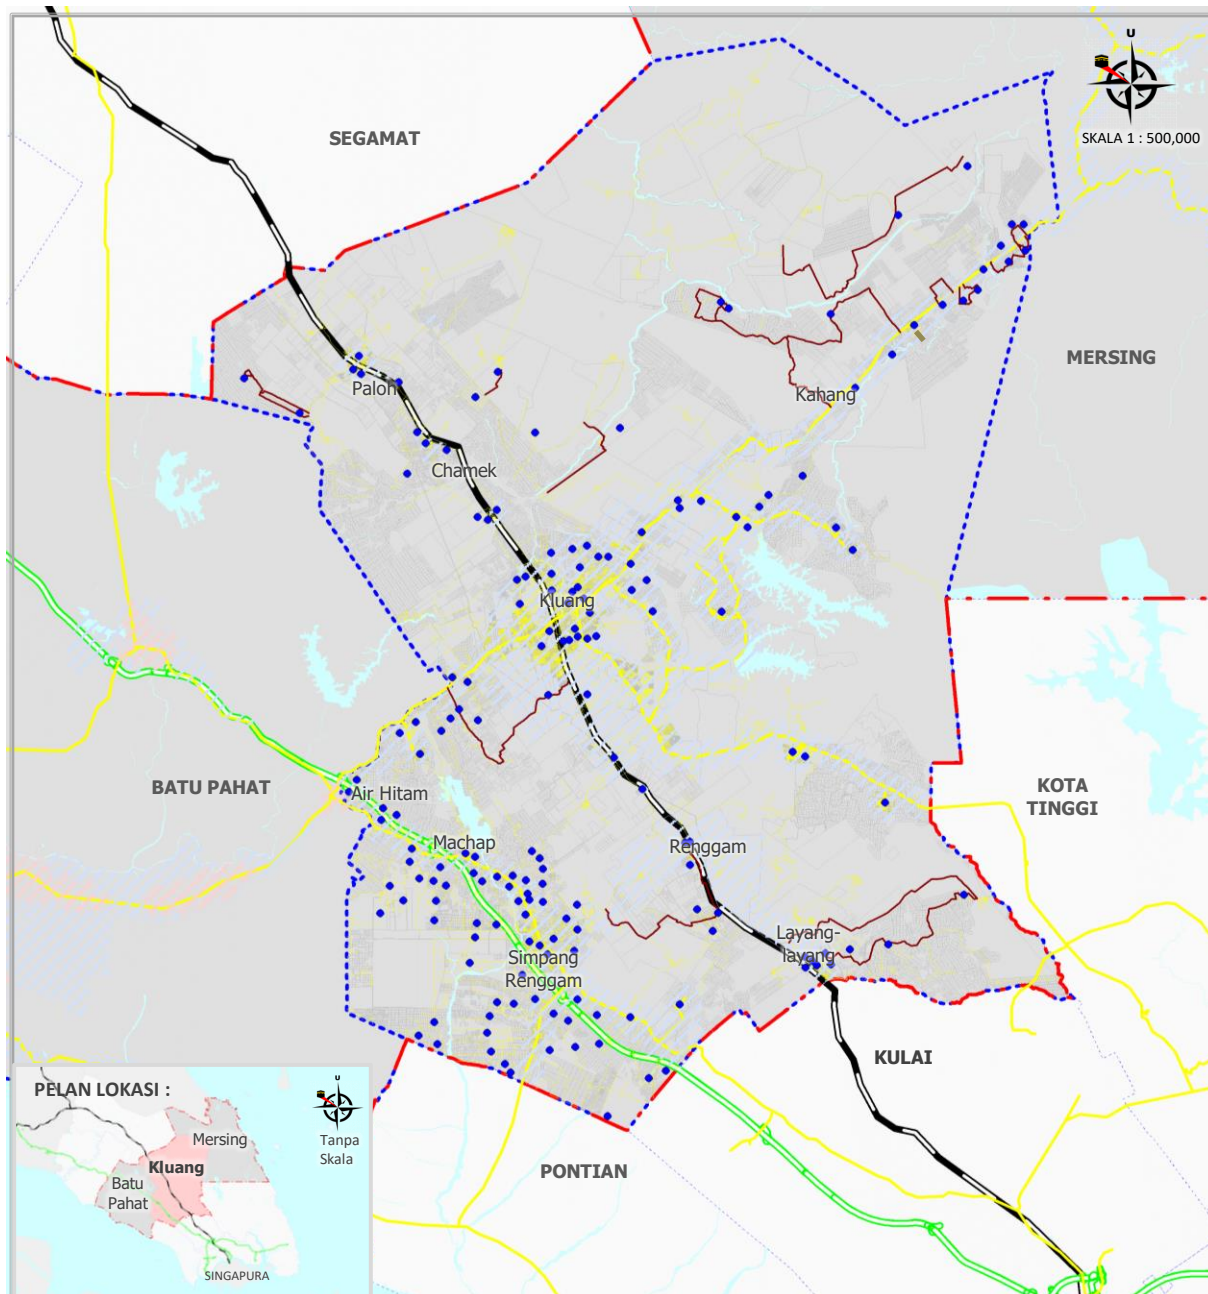 U
SKALA 1 : 500,000
SEGAMAT
MERSING
Paloh
Kahang
Chamek
Kluang
BATU PAHAT
Air Hitam
KOTA
TINGGI
Machap
Renggam
Layang-
layang
Simpang
Renggam
KULAI
PONTIAN
PELAN LOKASI :
U
Tanpa
Skala
Mersing
Kluang
Batu
Pahat
SINGAPURA